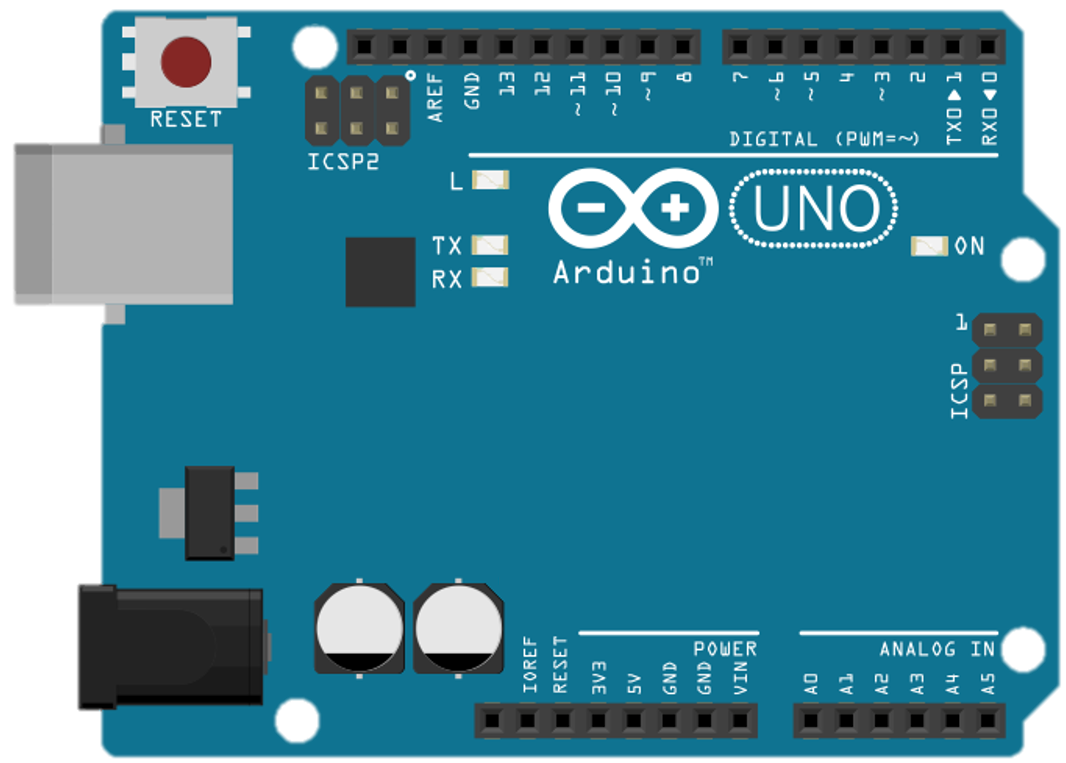 RESET
ICSP2
AREF
GND
13
12
~11
~10
~9
8
7
~6
~5
4
~3
2
TX0▶1
RX0◀0
DIGITAL (PWM=~)
L
TX
RX
UNO
Arduino™
ON
1
ICSP
POWER
ANALOG IN
IOREF
RESET
3V3
5V
GND
GND
VIN
A0
A1
A2
A3
A4
A5